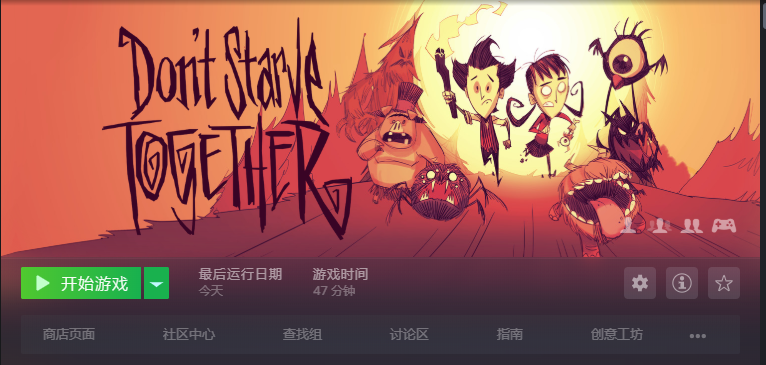 Don't Starve
TOGETHER
开始游戏
最后运行日期
今天
游戏时间
47 分钟
商店页面
社区中心
查找组
讨论区
指南
创意工坊